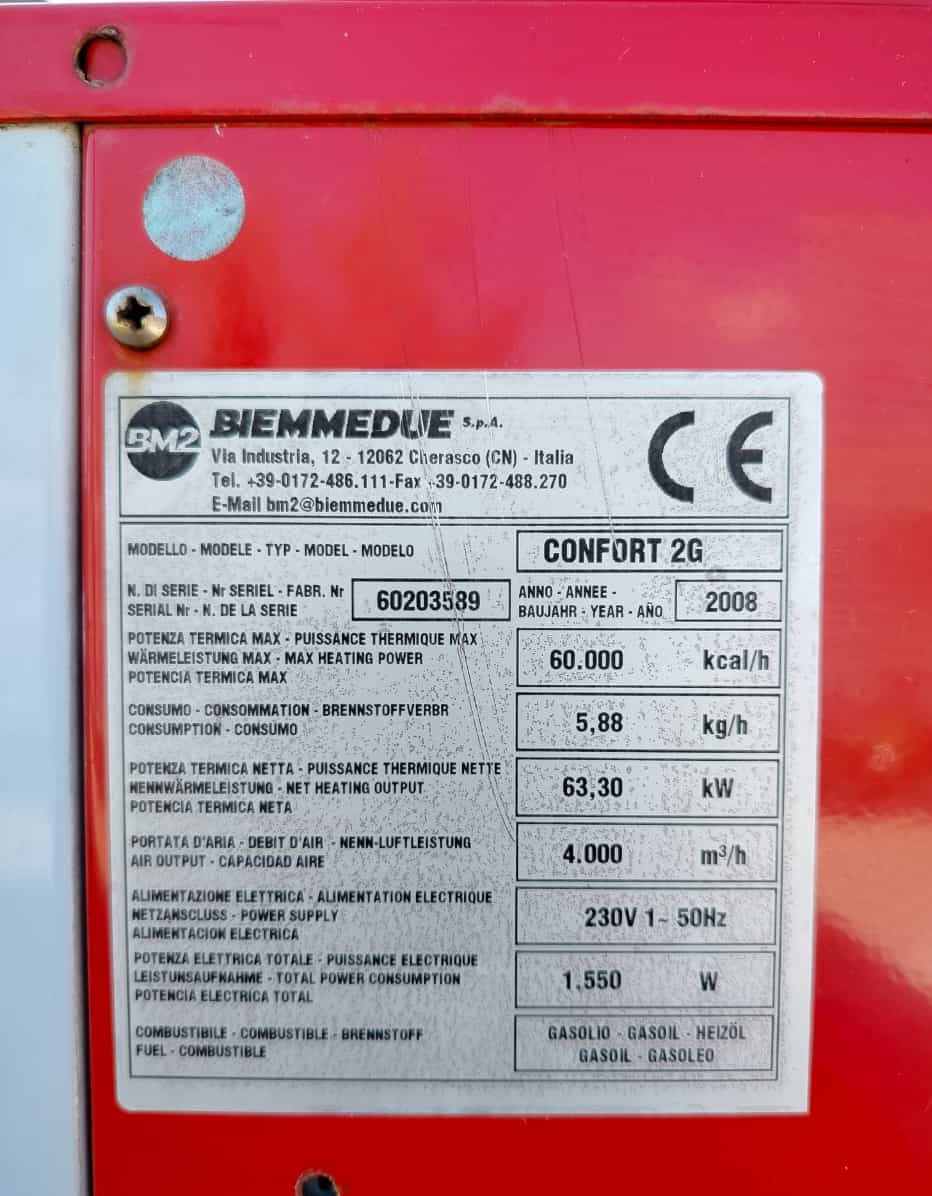 BM2 BIEMMEDUE S.p.A.
Via Industria, 12 - 12062 Cherasco (CN) - Italia
Tel. +39-0172-486.111-Fax +39-0172-488.270
E-Mail bm2@biemmedue.com
CE
MODELLO - MODELE - TYP - MODEL - MODELO
CONFORT 2G
N. DI SERIE - Nr SERIEL - FABR. Nr
SERIAL Nr - N. DE LA SERIE
60203589
ANNO - ANNEE -
BAUJAHR - YEAR - AÑO
2008
POTENZA TERMICA MAX - PUISSANCE THERMIQUE MAX
WÄRMELEISTUNG MAX - MAX HEATING POWER
POTENCIA TERMICA MAX
60.000 kcal/h
CONSUMO - CONSOMMATION - BRENNSTOFFVERBR
CONSUMPTION - CONSUMO
5,88 kg/h
POTENZA TERMICA NETTA - PUISSANCE THERMIQUE NETTE
NENNWÄRMELEISTUNG - NET HEATING OUTPUT
POTENCIA TERMICA NETA
63,30 kW
PORTATA D'ARIA - DEBIT D'AIR - NENN-LUFTLEISTUNG
AIR OUTPUT - CAPACIDAD AIRE
4.000 m³/h
ALIMENTAZIONE ELETTRICA - ALIMENTATION ELECTRIQUE
NETZANSCLUSS - POWER SUPPLY
ALIMENTACION ELECTRICA
230V 1~ 50Hz
POTENZA ELETTRICA TOTALE - PUISSANCE ELECTRIQUE
LEISTUNSAUFNAHME - TOTAL POWER CONSUMPTION
POTENCIA ELECTRICA TOTAL
1.550 W
COMBUSTIBILE - COMBUSTIBLE - BRENNSTOFF
FUEL - COMBUSTIBLE
GASOLIO - GASOIL - HEIZÖL
GASOIL - GASOLEO